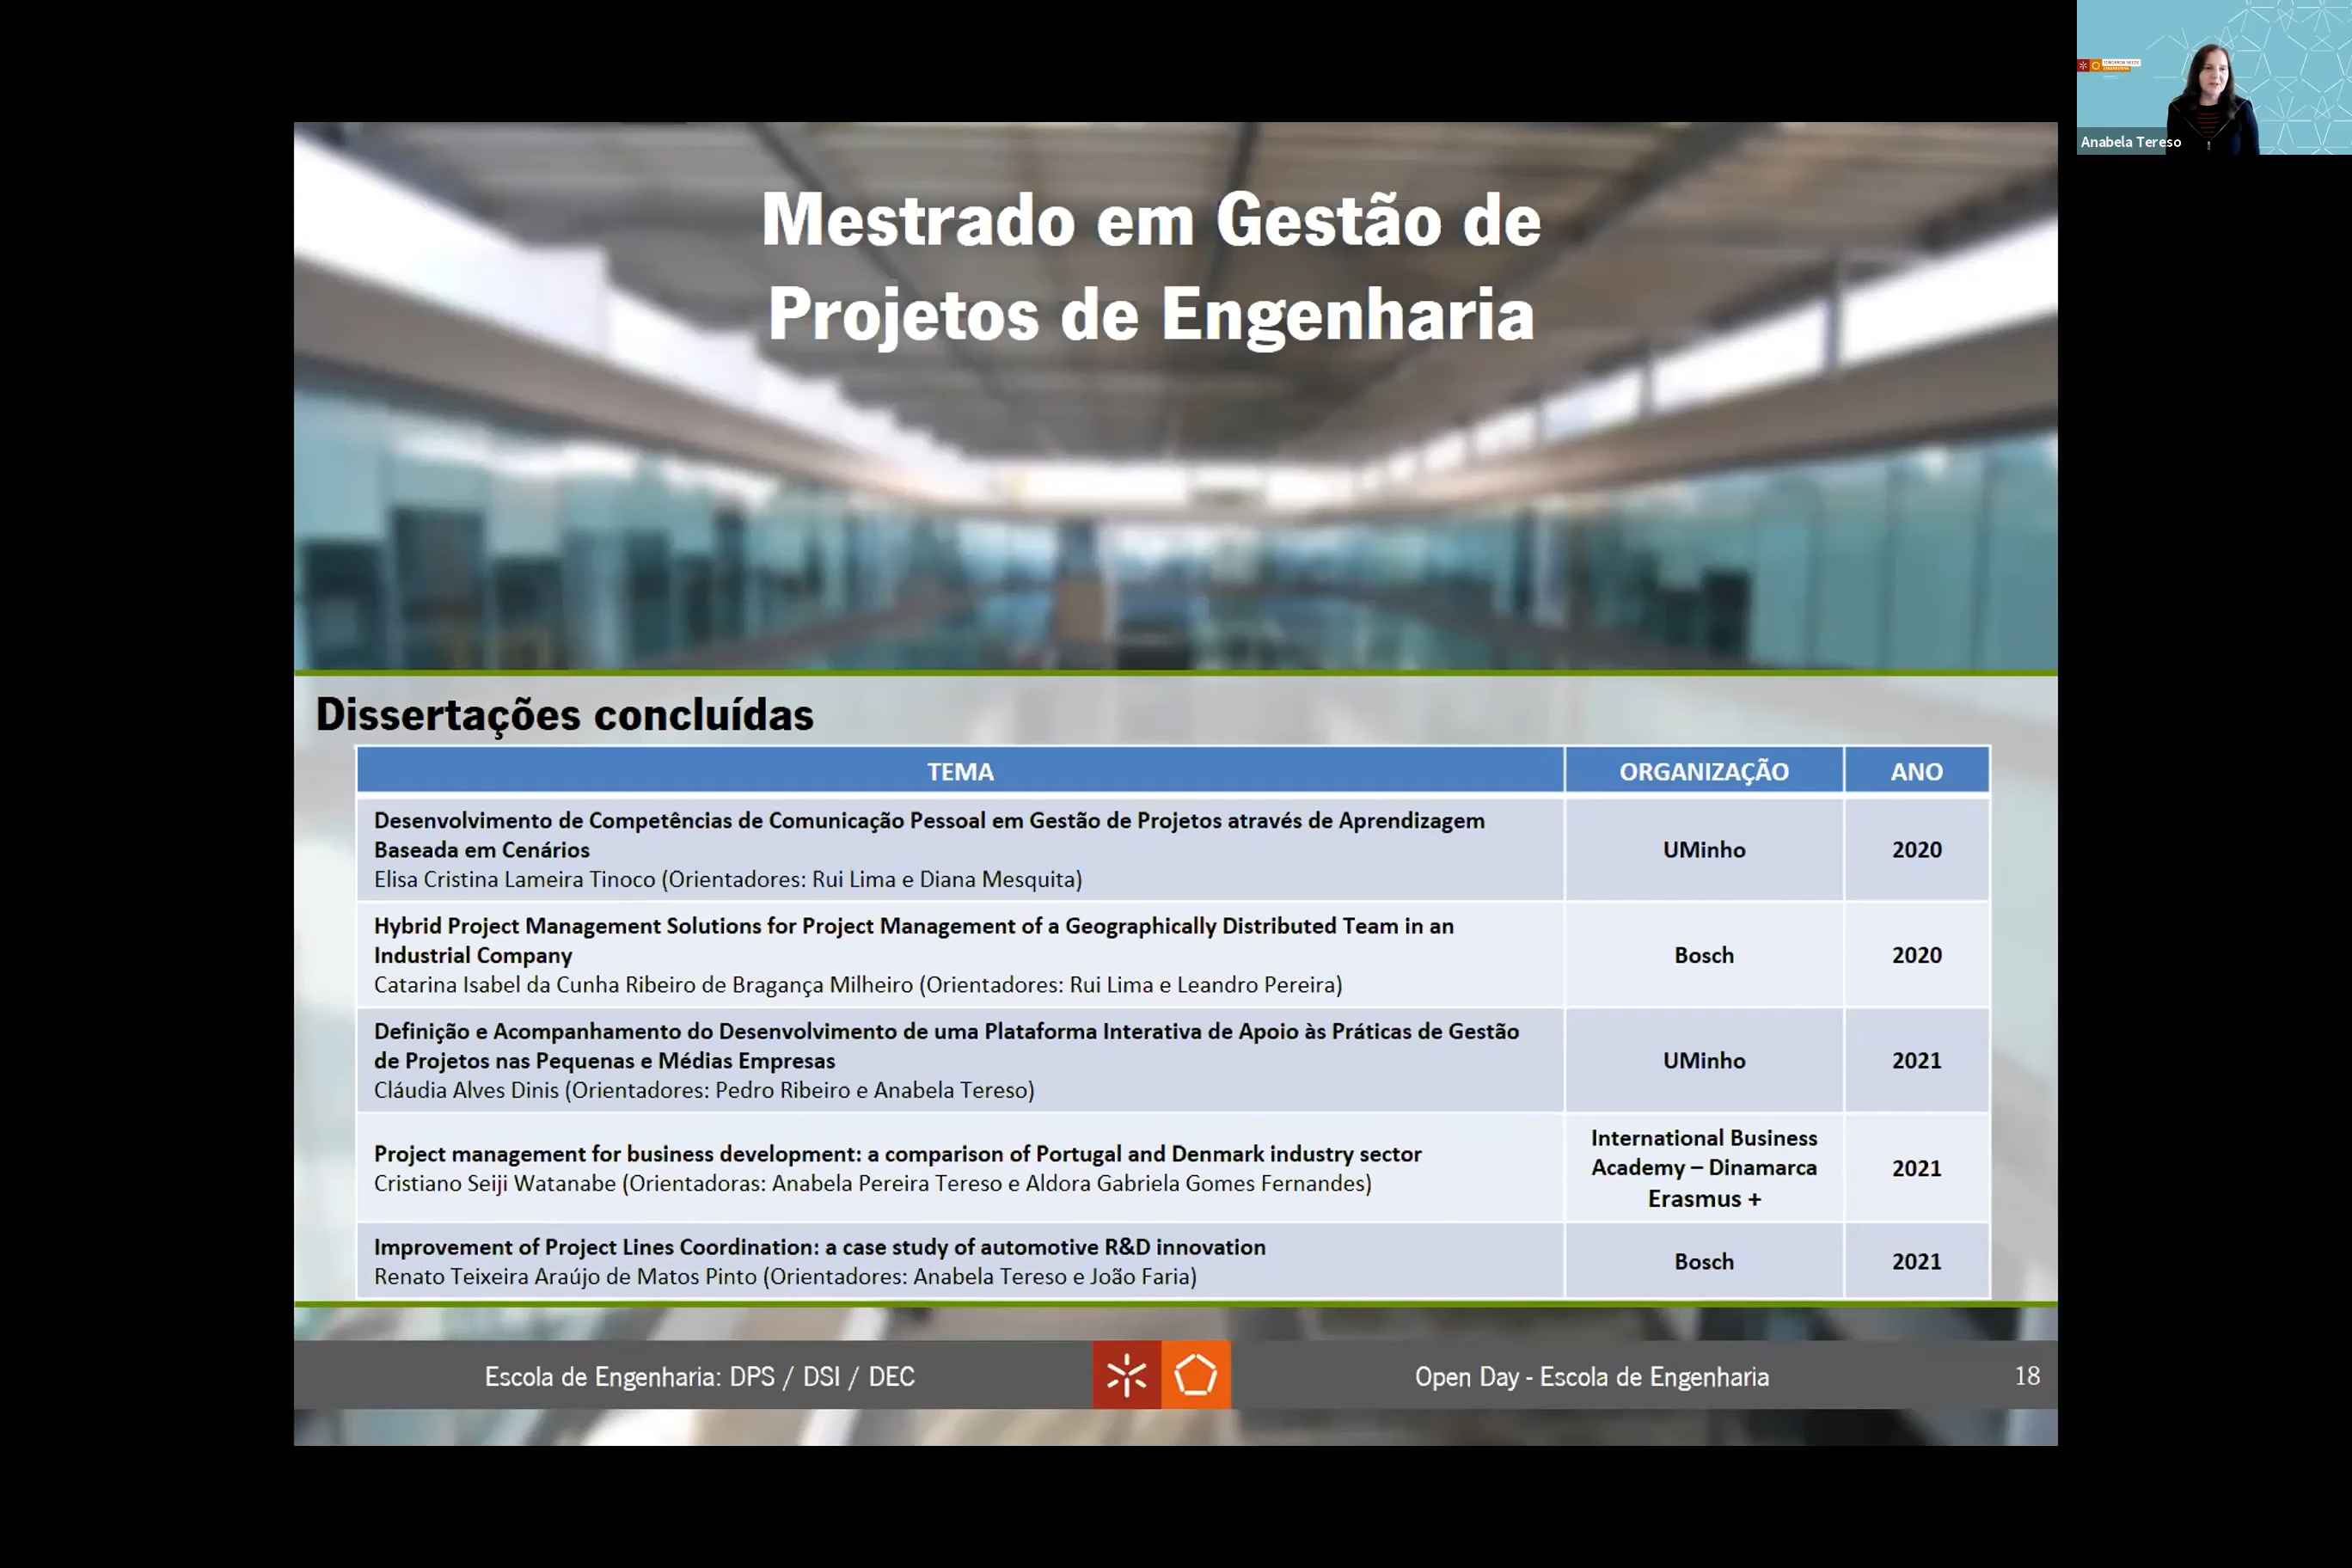 Anabela Tereso
Mestrado em Gestão de
Projetos de Engenharia
Dissertações concluídas
TEMA
ORGANIZAÇÃO
ANO
Desenvolvimento de Competências de Comunicação Pessoal em Gestão de Projetos através de Aprendizagem
Baseada em Cenários
Elisa Cristina Lameira Tinoco (Orientadores: Rui Lima e Diana Mesquita)
UMinho
2020
Hybrid Project Management Solutions for Project Management of a Geographically Distributed Team in an
Industrial Company
Catarina Isabel da Cunha Ribeiro de Bragança Milheiro (Orientadores: Rui Lima e Leandro Pereira)
Bosch
2020
Definição e Acompanhamento do Desenvolvimento de uma Plataforma Interativa de Apoio às Práticas de Gestão
de Projetos nas Pequenas e Médias Empresas
Cláudia Alves Dinis (Orientadores: Pedro Ribeiro e Anabela Tereso)
UMinho
2021
Project management for business development: a comparison of Portugal and Denmark industry sector
Cristiano Seiji Watanabe (Orientadoras: Anabela Pereira Tereso e Aldora Gabriela Gomes Fernandes)
International Business
Academy – Dinamarca
Erasmus +
2021
Improvement of Project Lines Coordination: a case study of automotive R&D innovation
Renato Teixeira Araújo de Matos Pinto (Orientadores: Anabela Tereso e João Faria)
Bosch
2021
Escola de Engenharia: DPS / DSI / DEC
Open Day - Escola de Engenharia
18